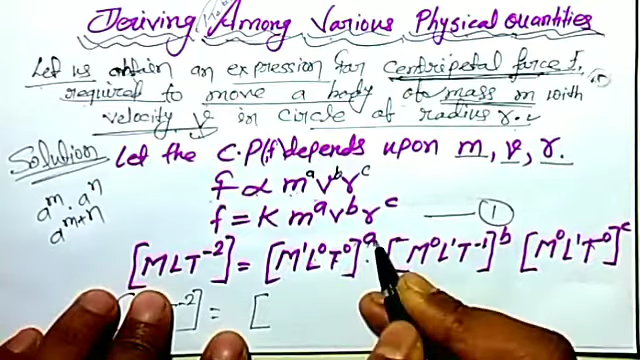 Deriving Among Various Physical Quantities
Let us obtain an expression for centripetal force F,
required to move a body of mass m with
velocity v in circle of radius r.
Solution Let the C.P(f) depends upon m, v, r.
a^m . a^n
a^{m+n}
f ∝ m^a v^b r^c
f = K m^a v^b r^c — (1)
[MLT^{-2}] = [M^1L^0T^0]^a . [M^0L^1T^{-1}]^b [M^0L^1T^0]^c
T^{-2}] = [